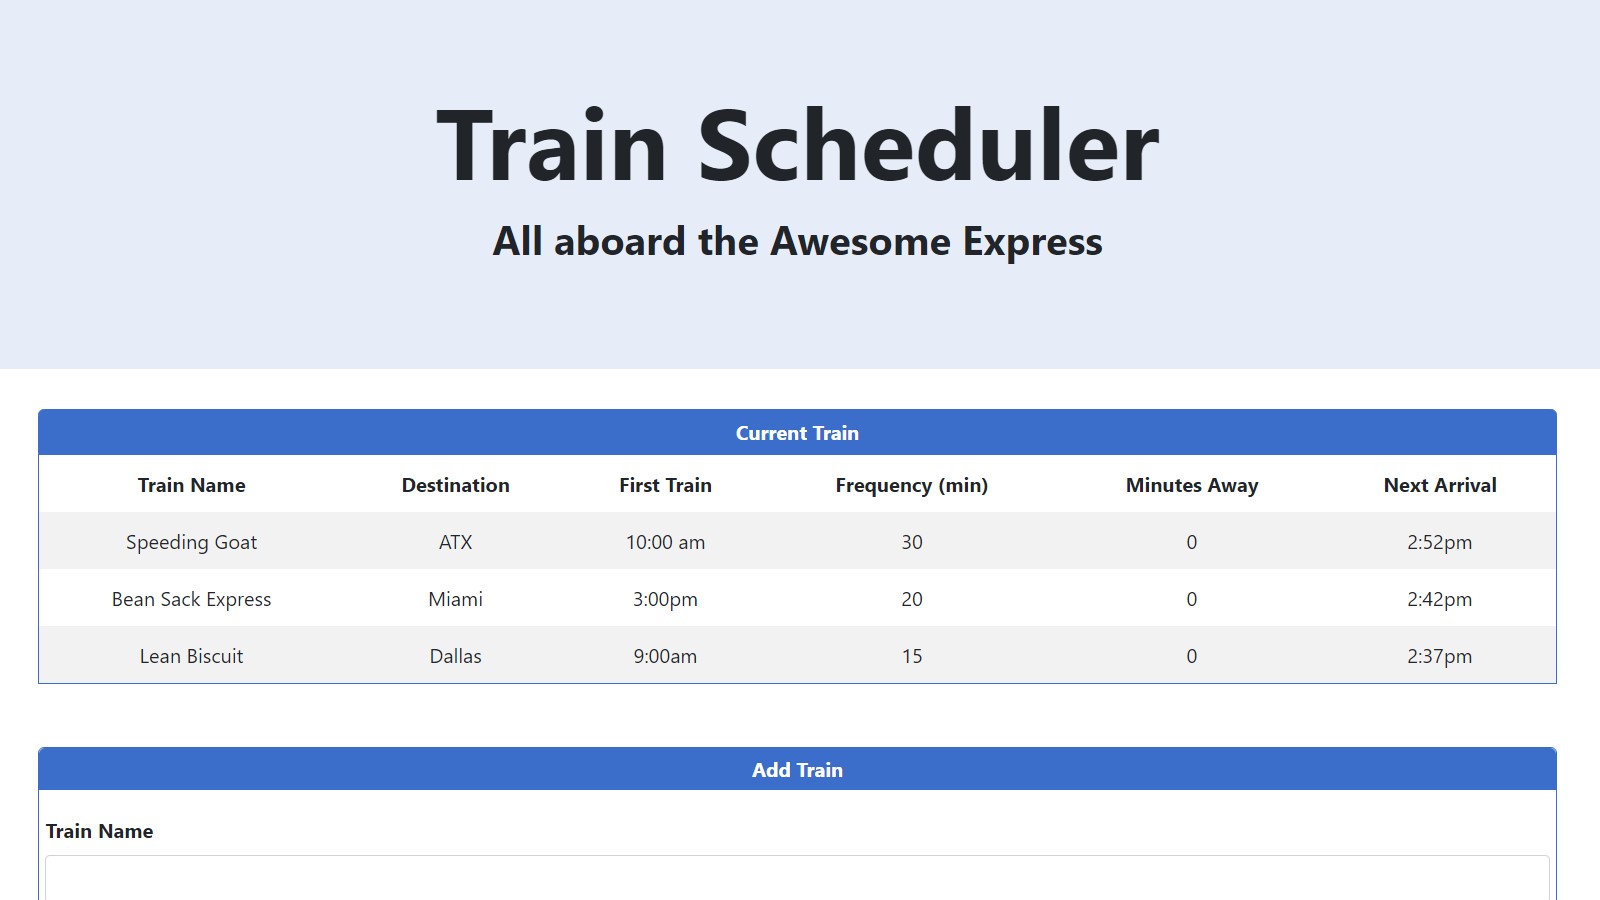 Train Scheduler
All aboard the Awesome Express
Current Train
Train Name Destination First Train Frequency (min) Minutes Away Next Arrival
Speeding Goat ATX 10:00 am 30 0 2:52pm
Bean Sack Express Miami 3:00pm 20 0 2:42pm
Lean Biscuit Dallas 9:00am 15 0 2:37pm
Add Train
Train Name